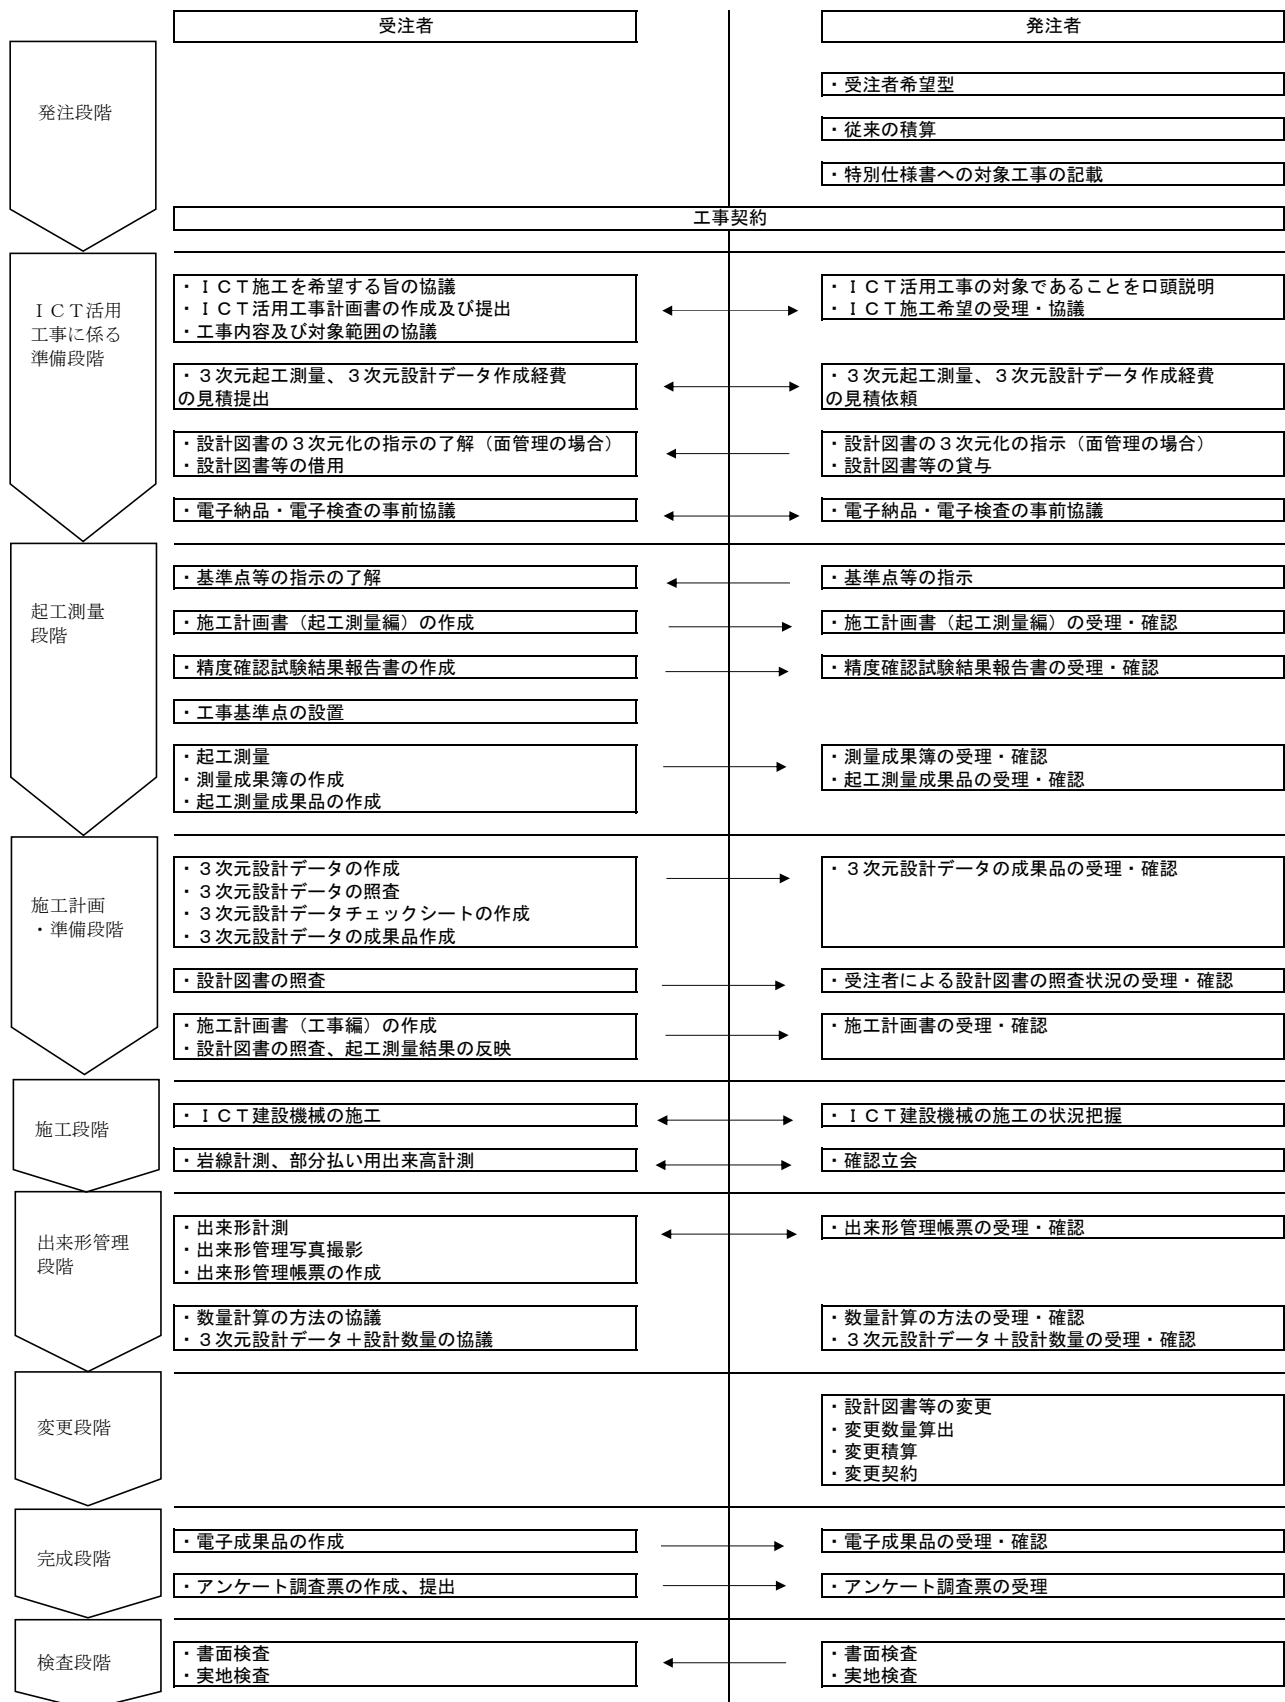 受注者
発注者
発注段階
・受注者希望型
・従来の積算
・特別仕様書への対象工事の記載
工事契約
ＩＣＴ活用
工事に係る
準備段階
・ＩＣＴ施工を希望する旨の協議
・ＩＣＴ活用工事計画書の作成及び提出
・工事内容及び対象範囲の協議
・ＩＣＴ活用工事の対象であることを口頭説明
・ＩＣＴ施工希望の受理・協議
・３次元起工測量、３次元設計データ作成経費
の見積提出
・３次元起工測量、３次元設計データ作成経費
の見積依頼
・設計図書の３次元化の指示の了解（面管理の場合）
・設計図書等の借用
・設計図書の３次元化の指示（面管理の場合）
・設計図書等の貸与
・電子納品・電子検査の事前協議
・電子納品・電子検査の事前協議
起工測量
段階
・基準点等の指示の了解
・基準点等の指示
・施工計画書（起工測量編）の作成
・施工計画書（起工測量編）の受理・確認
・精度確認試験結果報告書の作成
・精度確認試験結果報告書の受理・確認
・工事基準点の設置
・起工測量
・測量成果簿の作成
・起工測量成果品の作成
・測量成果簿の受理・確認
・起工測量成果品の受理・確認
施工計画
・準備段階
・３次元設計データの作成
・３次元設計データの照査
・３次元設計データチェックシートの作成
・３次元設計データの成果品作成
・３次元設計データの成果品の受理・確認
・設計図書の照査
・受注者による設計図書の照査状況の受理・確認
・施工計画書（工事編）の作成
・設計図書の照査、起工測量結果の反映
・施工計画書の受理・確認
施工段階
・ＩＣＴ建設機械の施工
・ＩＣＴ建設機械の施工の状況把握
・岩線計測、部分払い用出来高計測
・確認立会
出来形管理
段階
・出来形計測
・出来形管理写真撮影
・出来形管理帳票の作成
・出来形管理帳票の受理・確認
・数量計算の方法の協議
・３次元設計データ＋設計数量の協議
・数量計算の方法の受理・確認
・３次元設計データ＋設計数量の受理・確認
変更段階
・設計図書等の変更
・変更数量算出
・変更積算
・変更契約
完成段階
・電子成果品の作成
・電子成果品の受理・確認
・アンケート調査票の作成、提出
・アンケート調査票の受理
検査段階
・書面検査
・実地検査
・書面検査
・実地検査